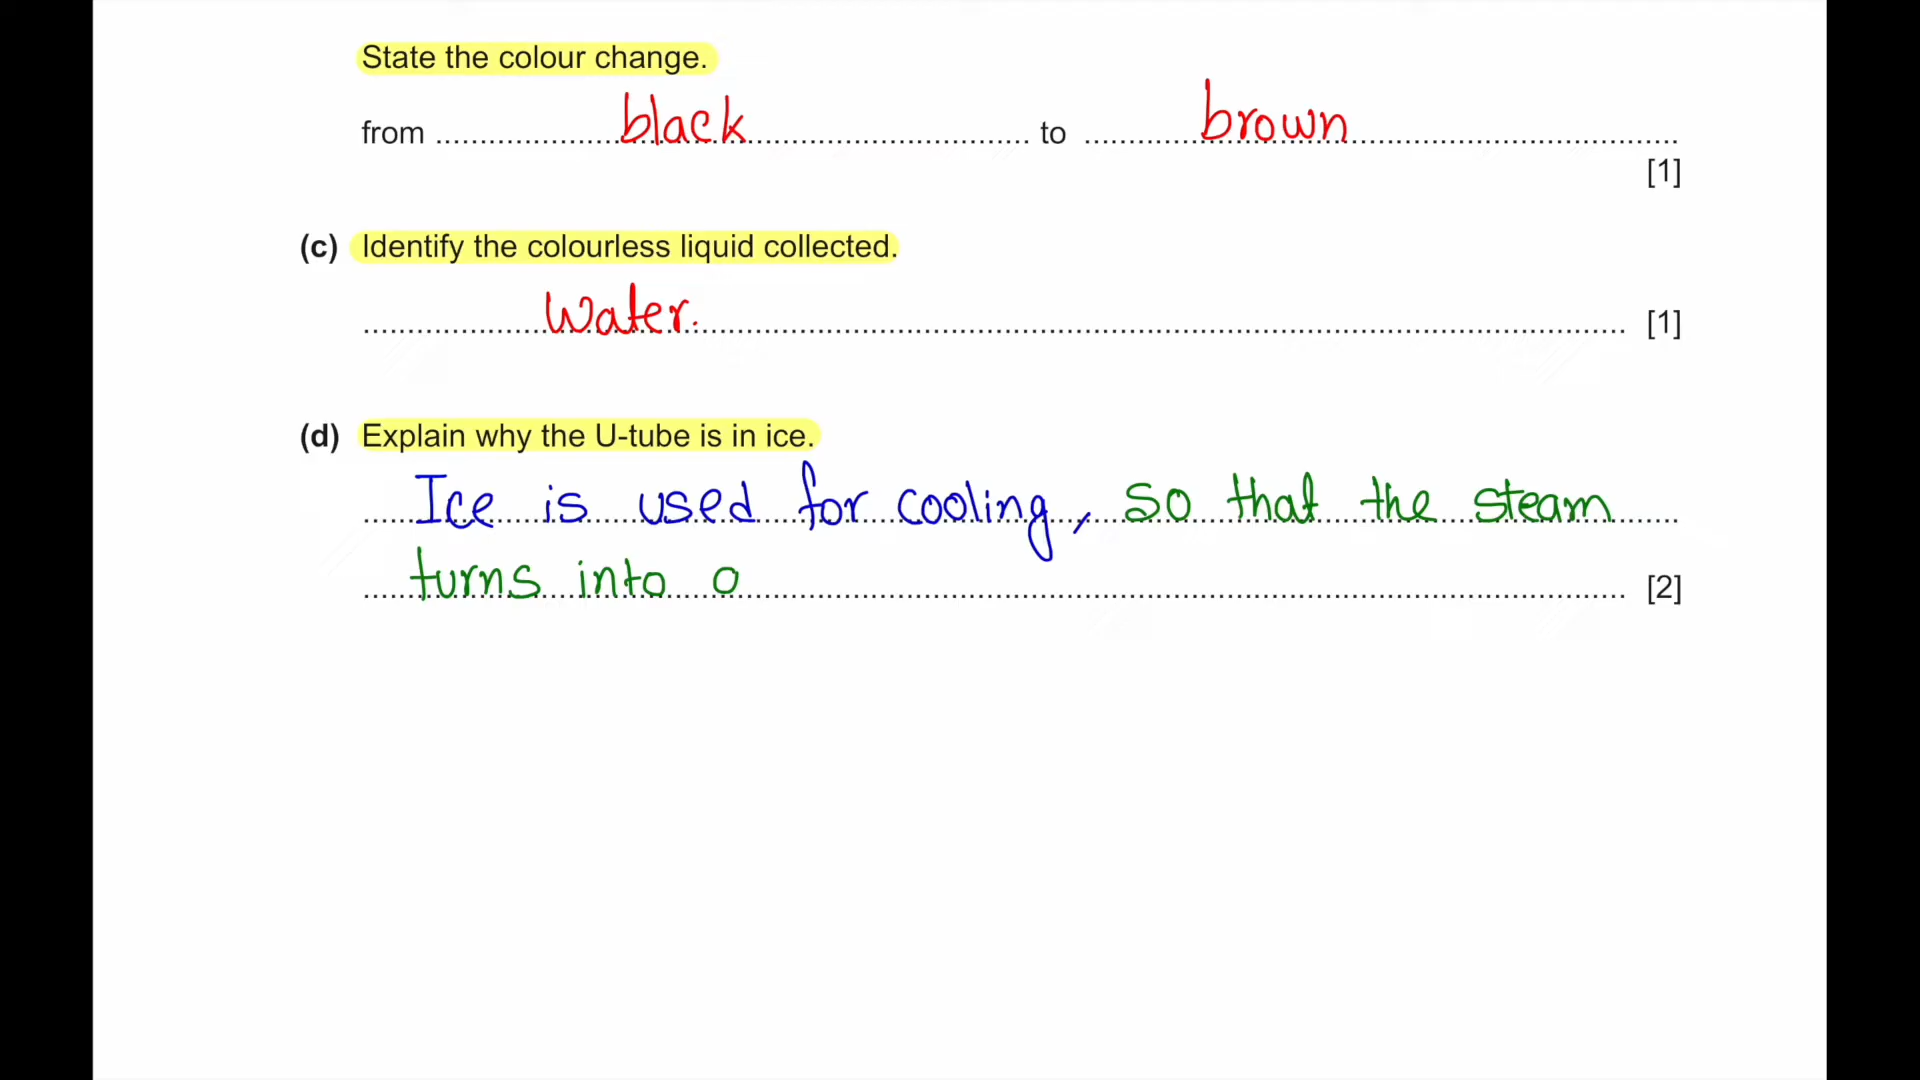 State the colour change.
from ........ black ........ to ........ brown ........
[1]
(c) Identify the colourless liquid collected.
........ Water. ........ [1]
(d) Explain why the U-tube is in ice.
Ice is used for cooling, so that the steam
turns into o ........ [2]